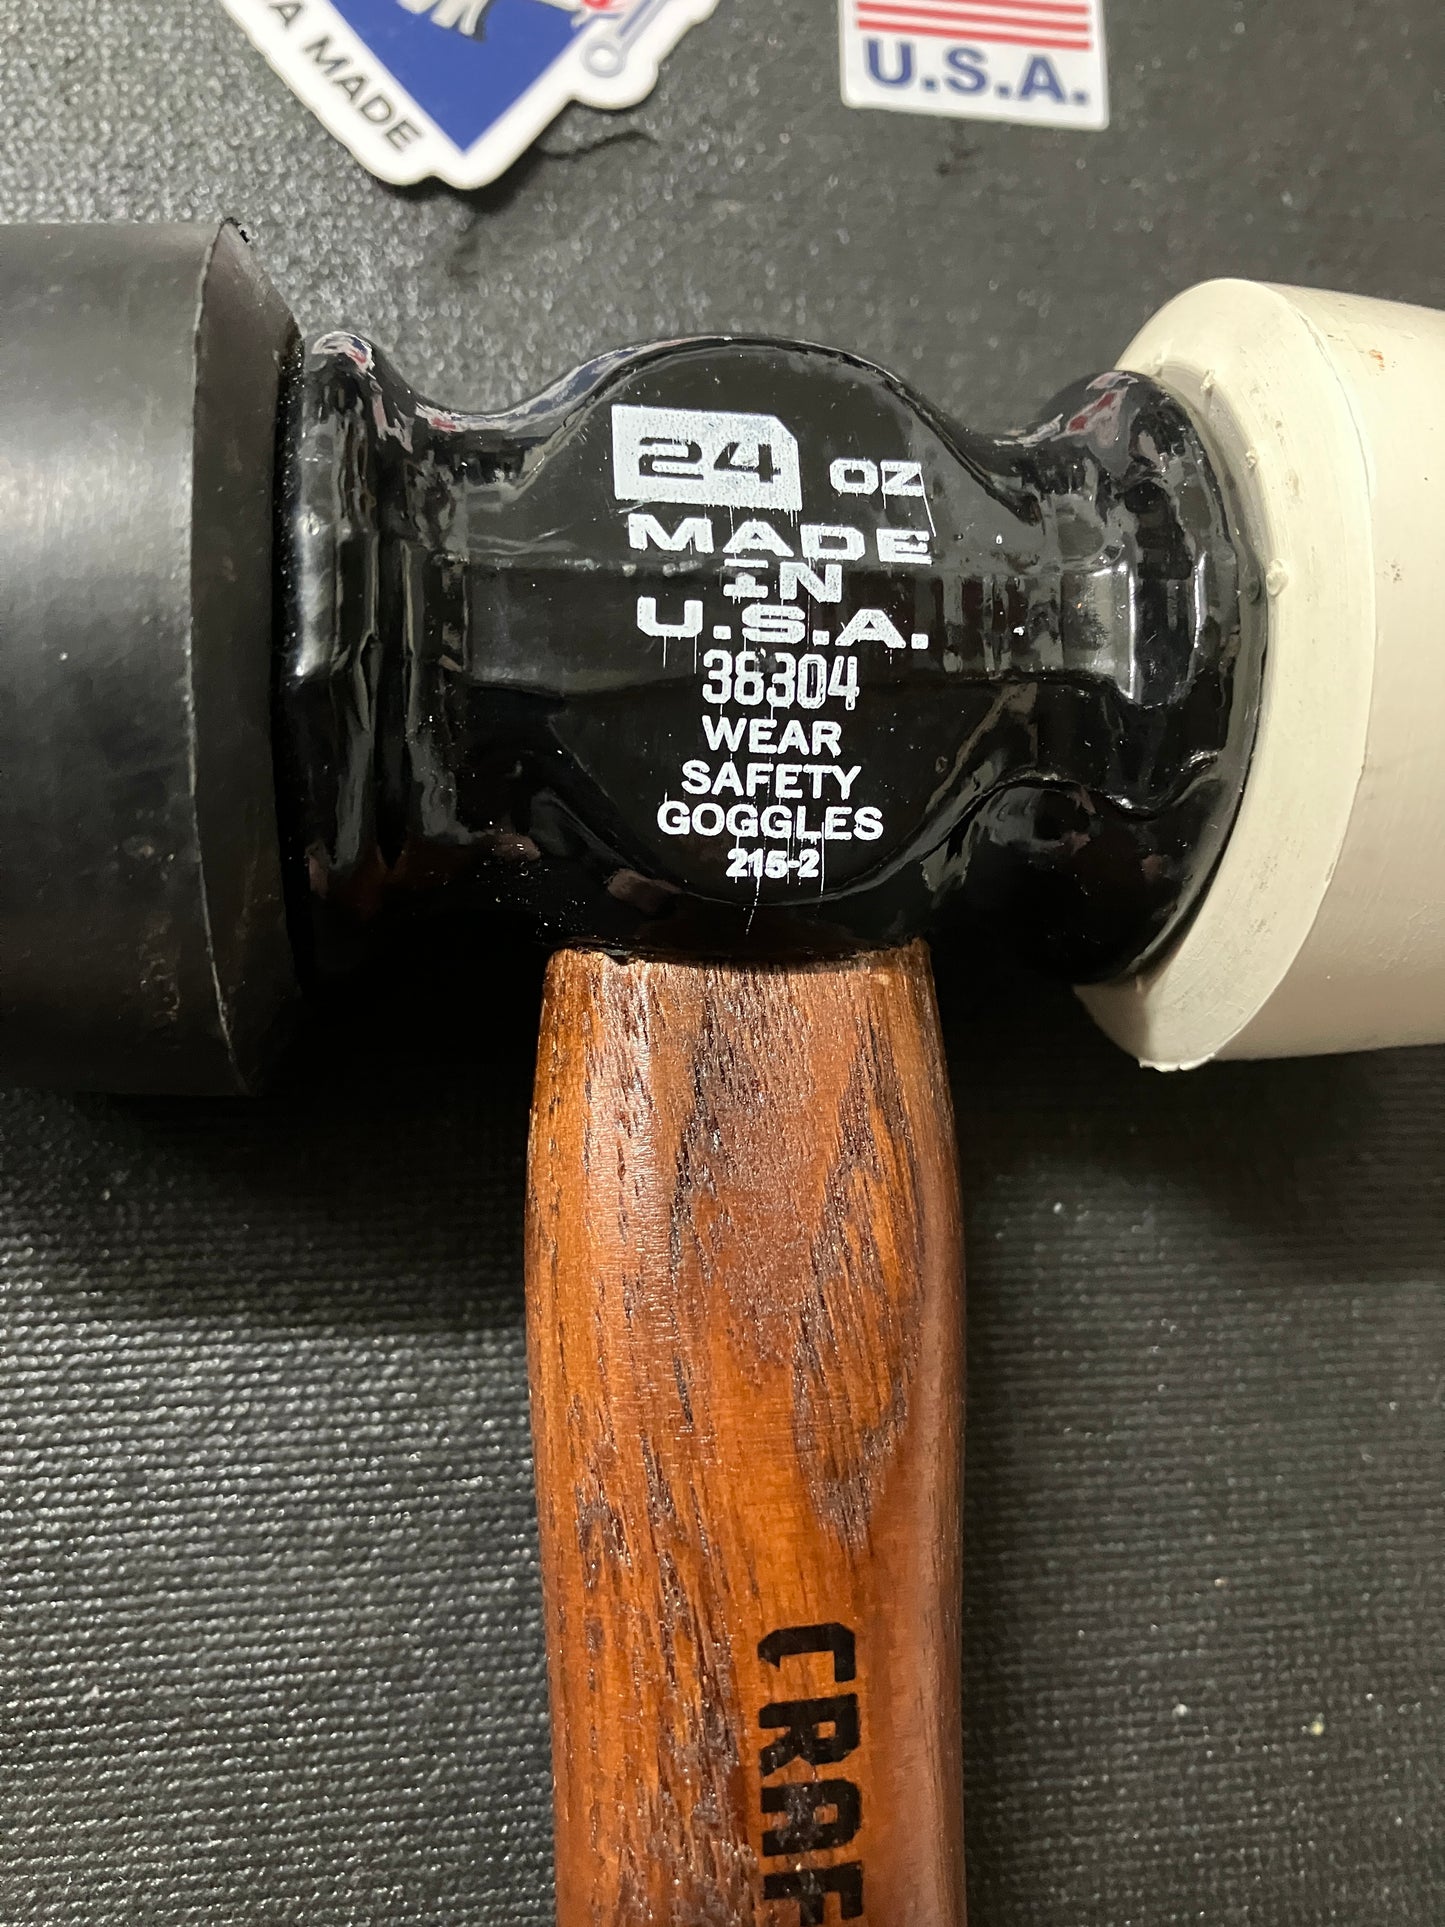 A MADE
U.S.A.
24 OZ
MADE
IN
U.S.A.
38304
WEAR
SAFETY
GOGGLES
215-2
CRAF